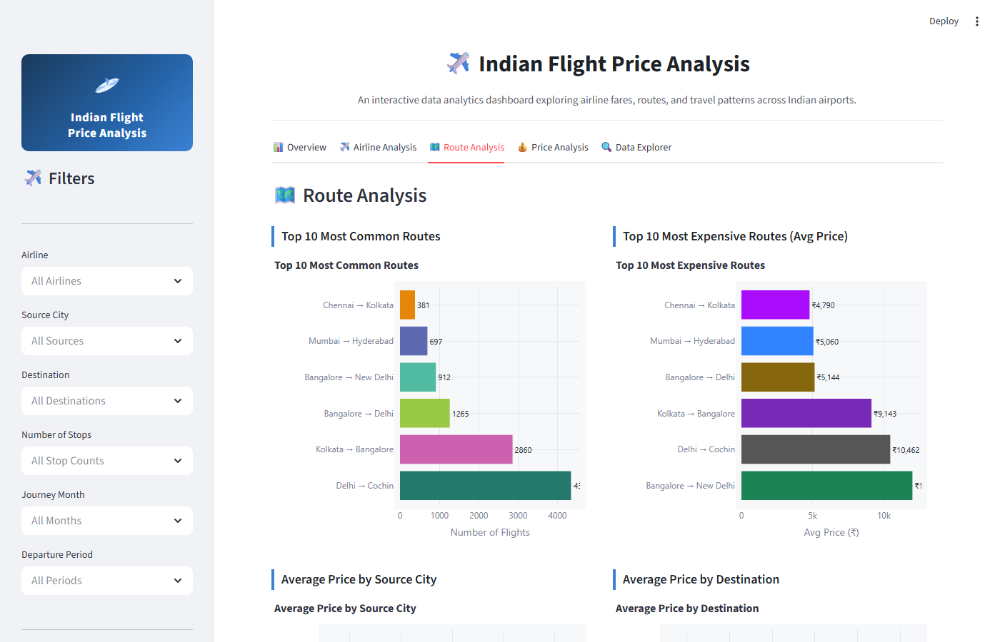 Deploy
Indian Flight
Price Analysis
Filters
Airline
All Airlines
Source City
All Sources
Destination
All Destinations
Number of Stops
All Stop Counts
Journey Month
All Months
Departure Period
All Periods
Indian Flight Price Analysis
An interactive data analytics dashboard exploring airline fares, routes, and travel patterns across Indian airports.
Overview Airline Analysis Route Analysis Price Analysis Data Explorer
Route Analysis
Top 10 Most Common Routes
Top 10 Most Common Routes
Chennai → Kolkata 381
Mumbai → Hyderabad 697
Bangalore → New Delhi 912
Bangalore → Delhi 1265
Kolkata → Bangalore 2860
Delhi → Cochin
0 1000 2000 3000 4000
Number of Flights
Top 10 Most Expensive Routes (Avg Price)
Top 10 Most Expensive Routes
Chennai → Kolkata ₹4,790
Mumbai → Hyderabad ₹5,060
Bangalore → Delhi ₹5,144
Kolkata → Bangalore ₹9,143
Delhi → Cochin ₹10,462
Bangalore → New Delhi
0 5k 10k
Avg Price (₹)
Average Price by Source City
Average Price by Source City
Average Price by Destination
Average Price by Destination